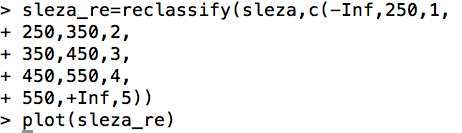 > sleza_re=reclassify(sleza,c(-Inf,250,1,
+ 250,350,2,
+ 350,450,3,
+ 450,550,4,
+ 550,+Inf,5))
> plot(sleza_re)